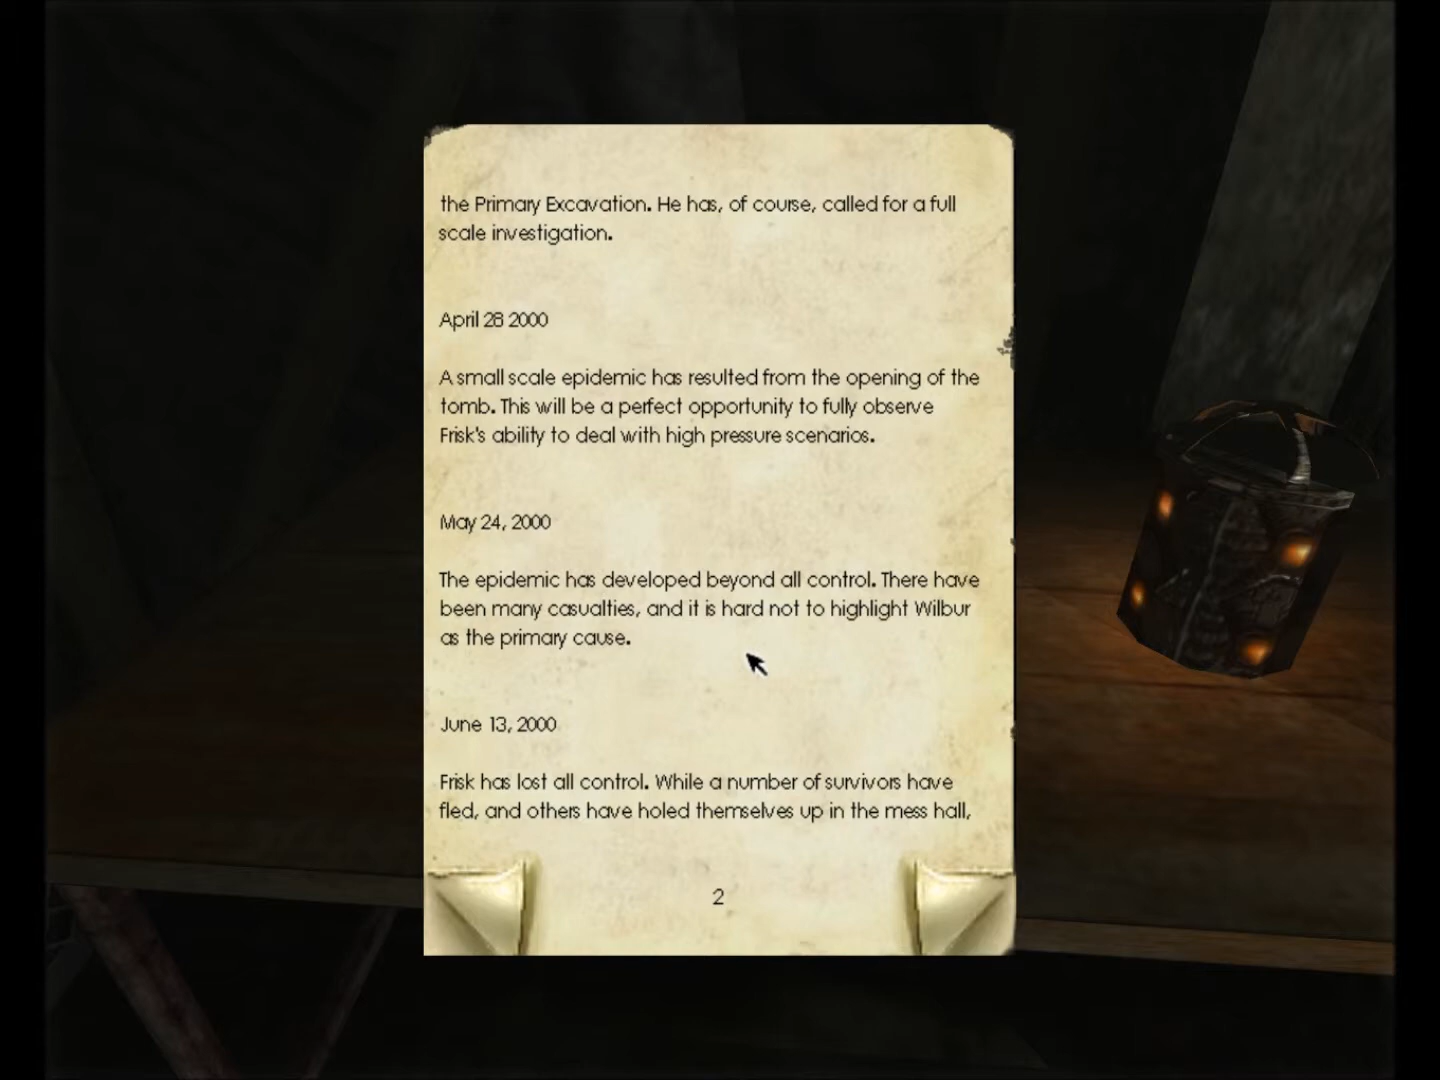 the Primary Excavation. He has, of course, called for a full
scale investigation.
April 28 2000
A small scale epidemic has resulted from the opening of the
tomb. This will be a perfect opportunity to fully observe
Frisk's ability to deal with high pressure scenarios.
May 24, 2000
The epidemic has developed beyond all control. There have
been many casualties, and it is hard not to highlight Wilbur
as the primary cause.
June 13, 2000
Frisk has lost all control. While a number of survivors have
fled, and others have holed themselves up in the mess hall,
2